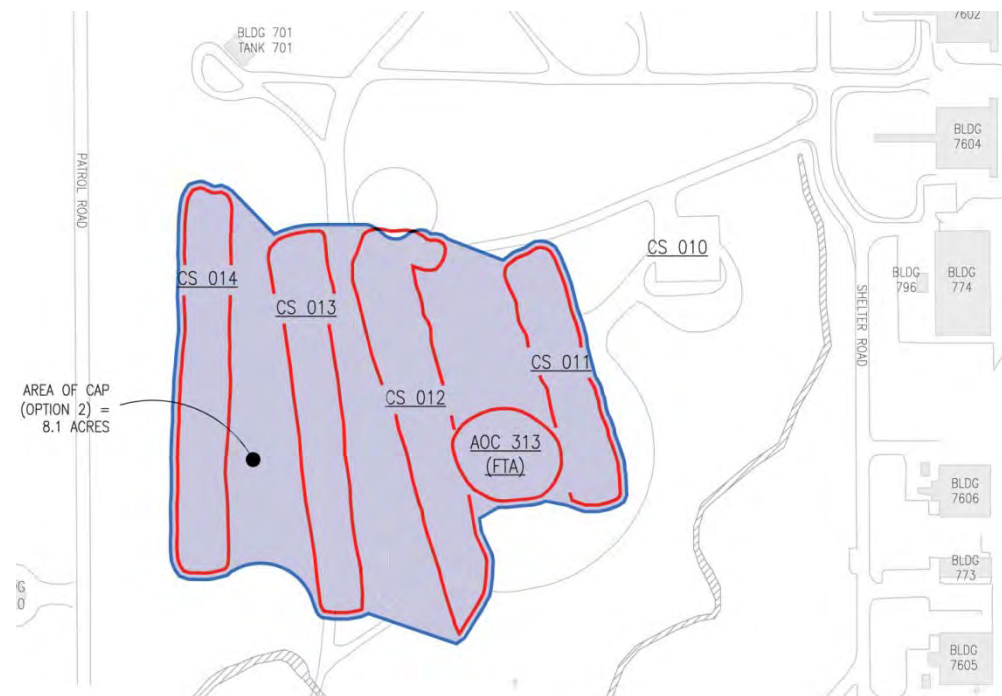 7602
BLDG 701
TANK 701
BLDG
7604
PATROL ROAD
CS 010
CS 014
BLDG
796
BLDG
774
CS 013
SHELTER ROAD
CS 011
AREA OF CAP
(OPTION 2) =
8.1 ACRES
CS 012
AOC 313
(FTA)
BLDG
7606
BLDG
773
BLDG
7605